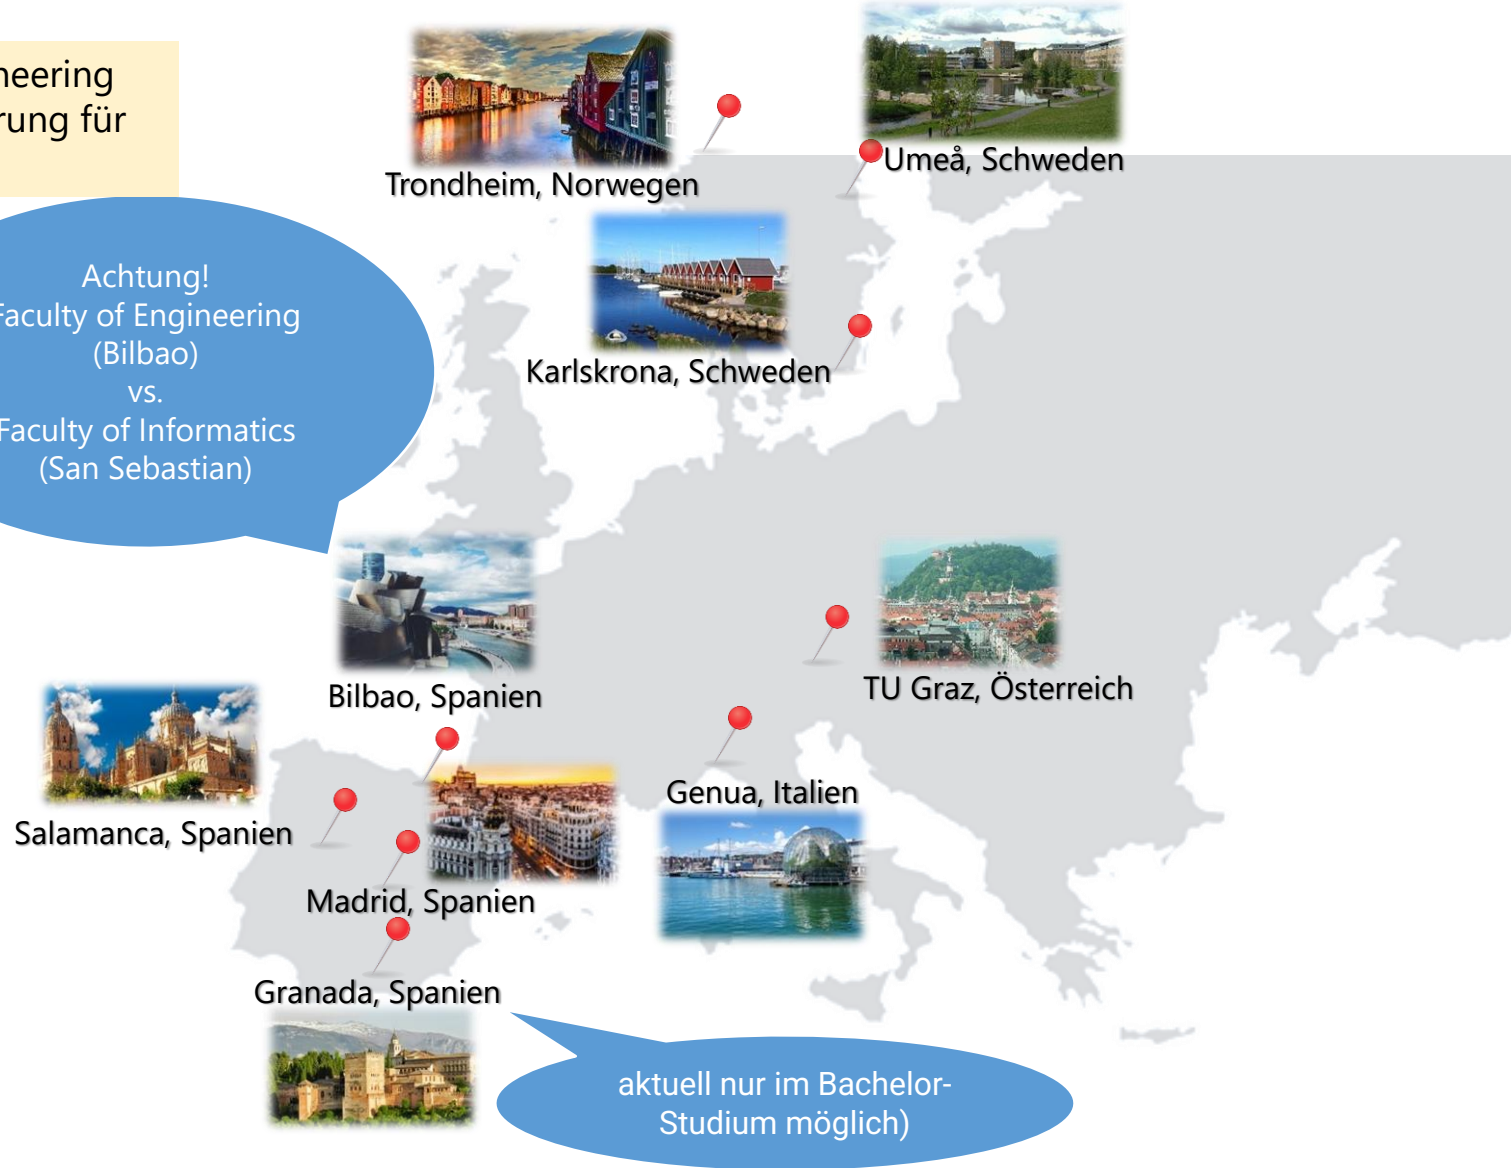 rung für
Achtung!
Faculty of Engineering
(Bilbao)
vs.
Faculty of Informatics
(San Sebastian)
Trondheim, Norwegen
Umeå, Schweden
Karlskrona, Schweden
Bilbao, Spanien
TU Graz, Österreich
Salamanca, Spanien
Genua, Italien
Madrid, Spanien
Granada, Spanien
aktuell nur im Bachelor-
Studium möglich)